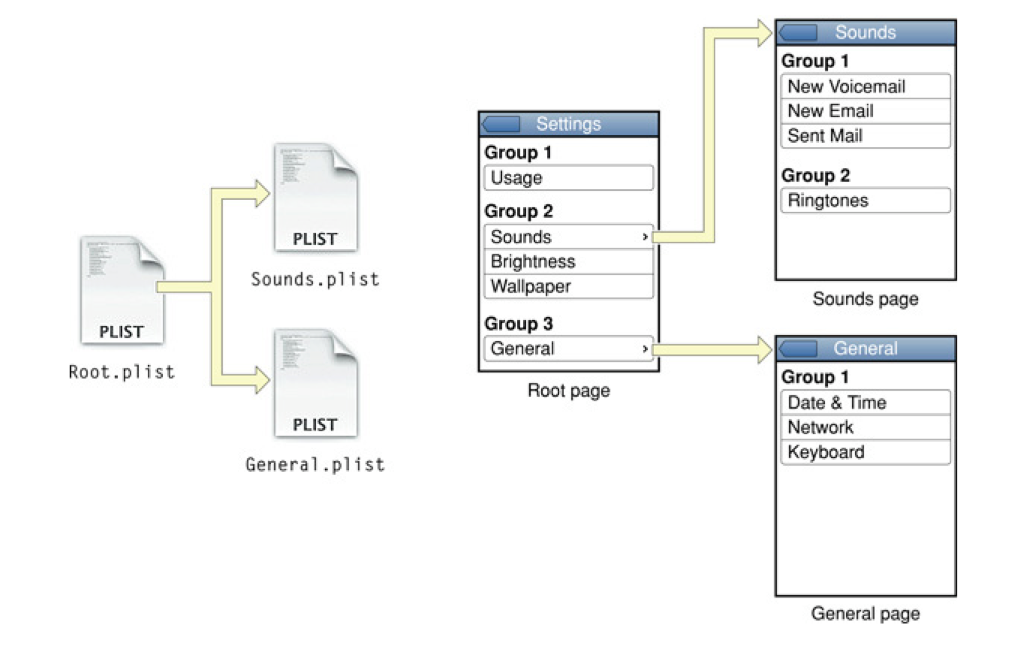 PLIST
Root.plist
PLIST
Sounds.plist
PLIST
General.plist
Settings
Group 1
Usage
Group 2
Sounds ›
Brightness
Wallpaper
Group 3
General ›
Root page
Sounds
Group 1
New Voicemail
New Email
Sent Mail
Group 2
Ringtones
Sounds page
General
Group 1
Date & Time
Network
Keyboard
General page